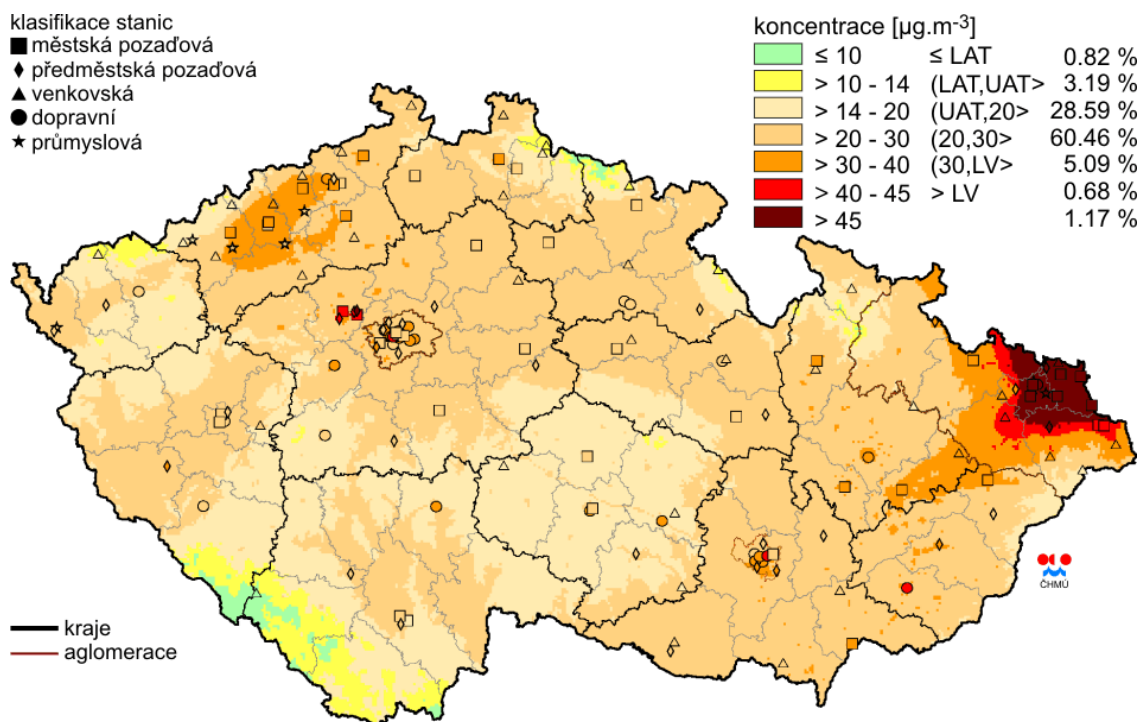 klasifikace stanic
městská pozaďová
předměstská pozaďová
venkovská
dopravní
průmyslová
koncentrace [µg.m-3]
≤ 10 ≤ LAT 0.82 %
> 10 - 14 (LAT,UAT> 3.19 %
> 14 - 20 (UAT,20> 28.59 %
> 20 - 30 (20,30> 60.46 %
> 30 - 40 (30,LV> 5.09 %
> 40 - 45 > LV 0.68 %
> 45 1.17 %
ČHMÚ
kraje
aglomerace